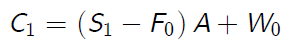 C₁ = (S₁ − F₀) A + W₀